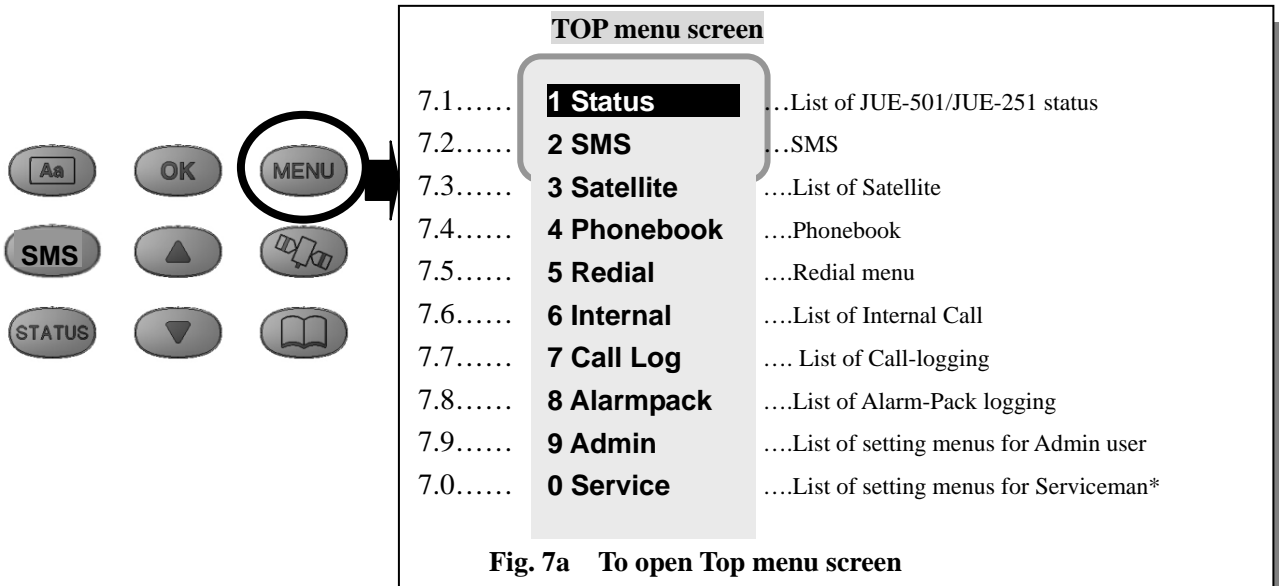 TOP menu screen
7.1…… 1 Status …List of JUE-501/JUE-251 status
7.2…… 2 SMS …SMS
7.3…… 3 Satellite ….List of Satellite
7.4…… 4 Phonebook ….Phonebook
7.5…… 5 Redial ….Redial menu
7.6…… 6 Internal ….List of Internal Call
7.7…… 7 Call Log …. List of Call-logging
7.8…… 8 Alarmpack ….List of Alarm-Pack logging
7.9…… 9 Admin ….List of setting menus for Admin user
7.0…… 0 Service ….List of setting menus for Serviceman*
Fig. 7a To open Top menu screen
Aa OK MENU
SMS
STATUS